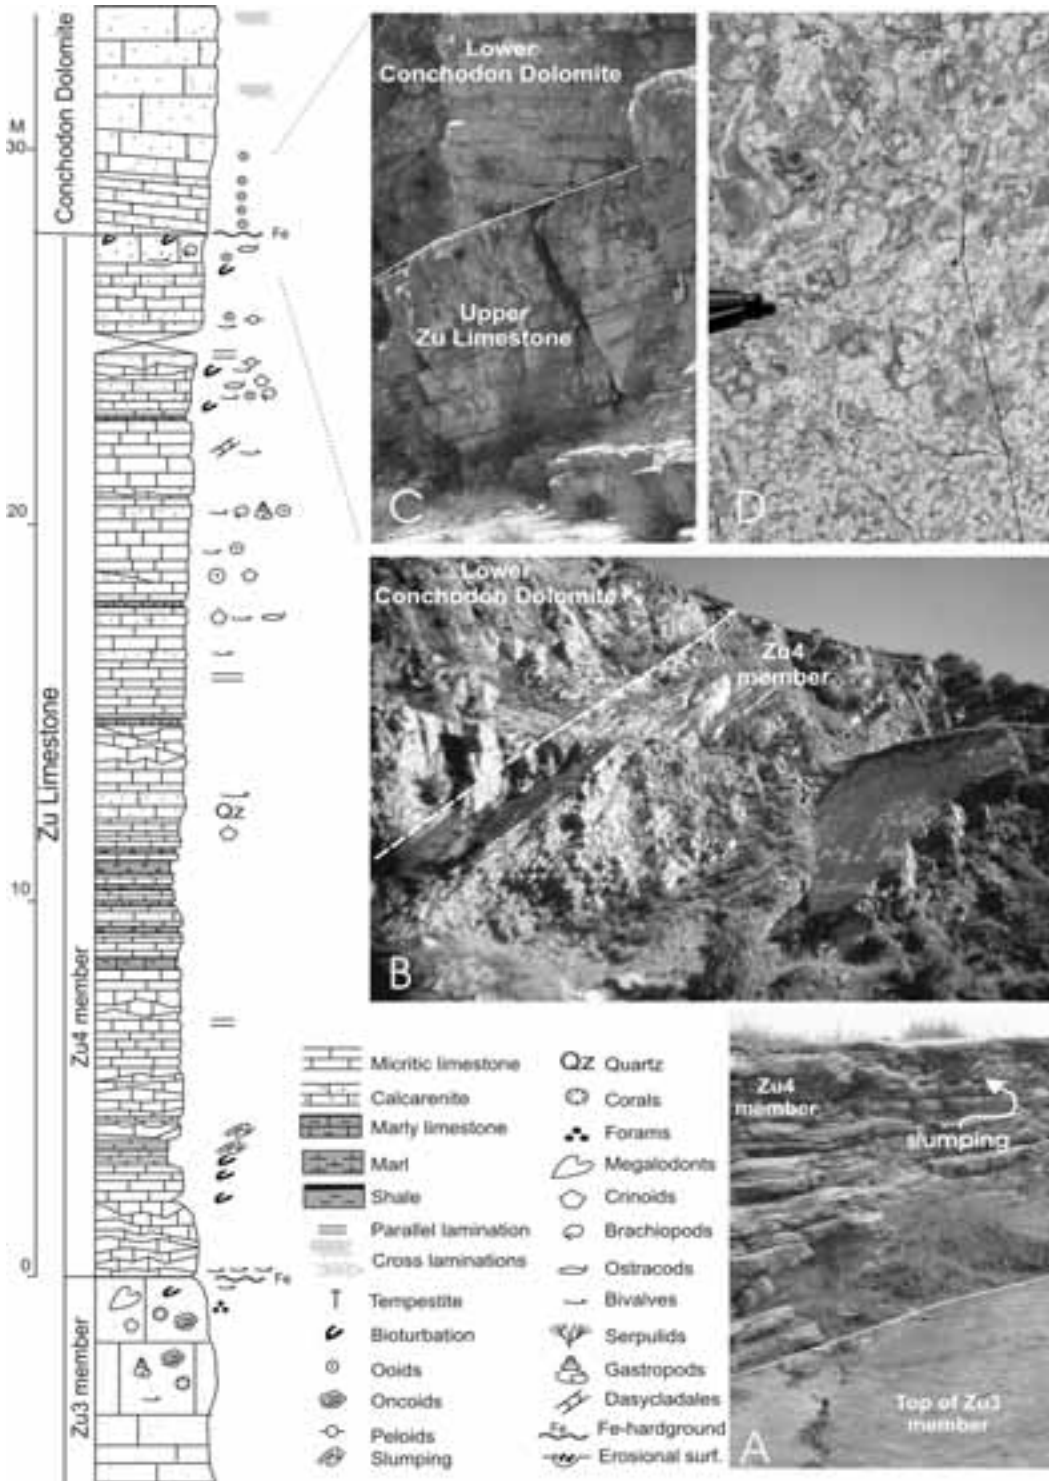 Conchodon Dolomite
M
30
Fe
20
Zu Limestone
Qz
10
Zu4 member
0
Fe
Zu3 member
Lower
Conchodon Dolomite
Upper
Zu Limestone
C
D
Lower
Conchodon Dolomite
Zu4
member
B
Zu4
member
slumping
Top of Zu3
member
A
Micritic limestone
Calcarenite
Marly limestone
Marl
Shale
Parallel lamination
Cross laminations
Tempestite
Bioturbation
Ooids
Oncoids
Peloids
Slumping
Qz Quartz
Corals
Forams
Megalodonts
Crinoids
Brachiopods
Ostracods
Bivalves
Serpulids
Gastropods
Dasycladales
Fe Fe-hardground
Erosional surf.